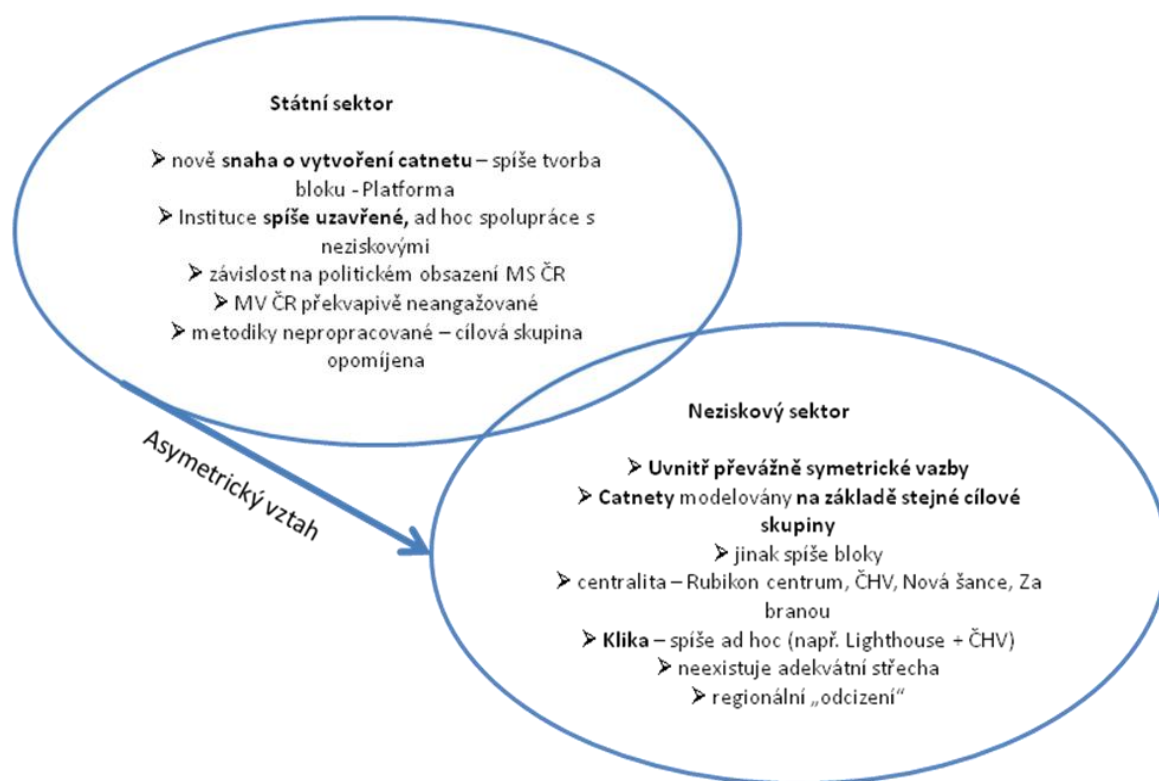 Státní sektor
➢ nově snaha o vytvoření catnetu – spíše tvorba
bloku - Platforma
➢ Instituce spíše uzavřené, ad hoc spolupráce s
neziskovými
➢ závislost na politickém obsazení MS ČR
➢ MV ČR překvapivě neangažované
➢ metodiky nepropracované – cílová skupina
opomíjena
Asymetrický vztah
Neziskový sektor
➢ Uvnitř převážně symetrické vazby
➢ Catnety modelovány na základě stejné cílové
skupiny
➢ jinak spíše bloky
➢ centralita – Rubikon centrum, ČHV, Nová šance, Za
branou
➢ Klika – spíše ad hoc (např. Lighthouse + ČHV)
➢ neexistuje adekvátní střecha
➢ regionální „odcizení“